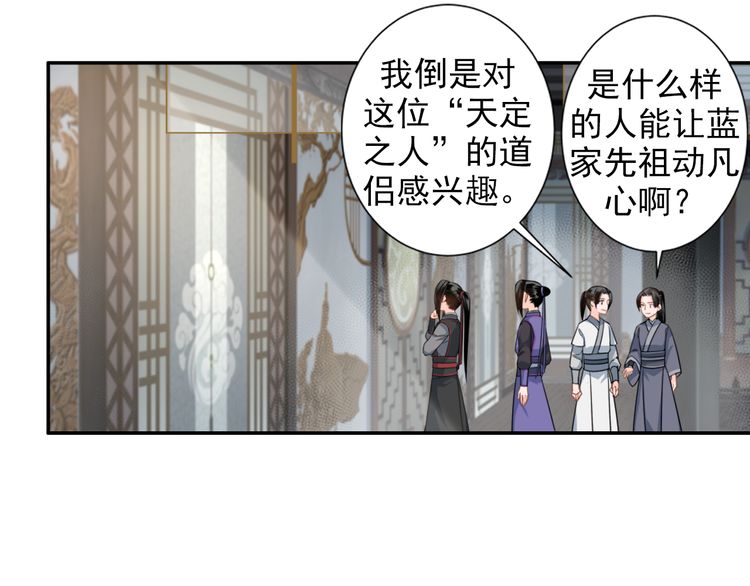 我倒是对
这位“天定
之人”的道
侣感兴趣。
是什么样
的人能让蓝
家先祖动凡
心啊？